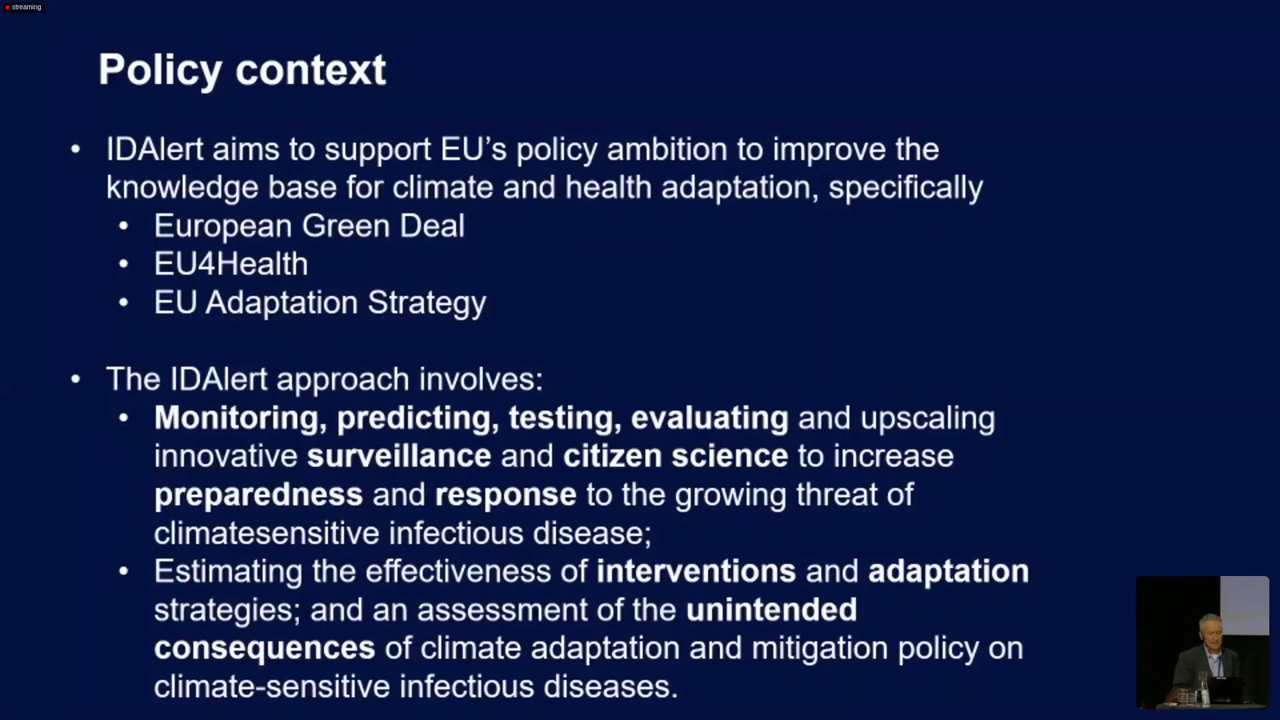 streaming
Policy context
• IDAlert aims to support EU’s policy ambition to improve the
knowledge base for climate and health adaptation, specifically
• European Green Deal
• EU4Health
• EU Adaptation Strategy
• The IDAlert approach involves:
• Monitoring, predicting, testing, evaluating and upscaling
innovative surveillance and citizen science to increase
preparedness and response to the growing threat of
climatesensitive infectious disease;
• Estimating the effectiveness of interventions and adaptation
strategies; and an assessment of the unintended
consequences of climate adaptation and mitigation policy on
climate-sensitive infectious diseases.